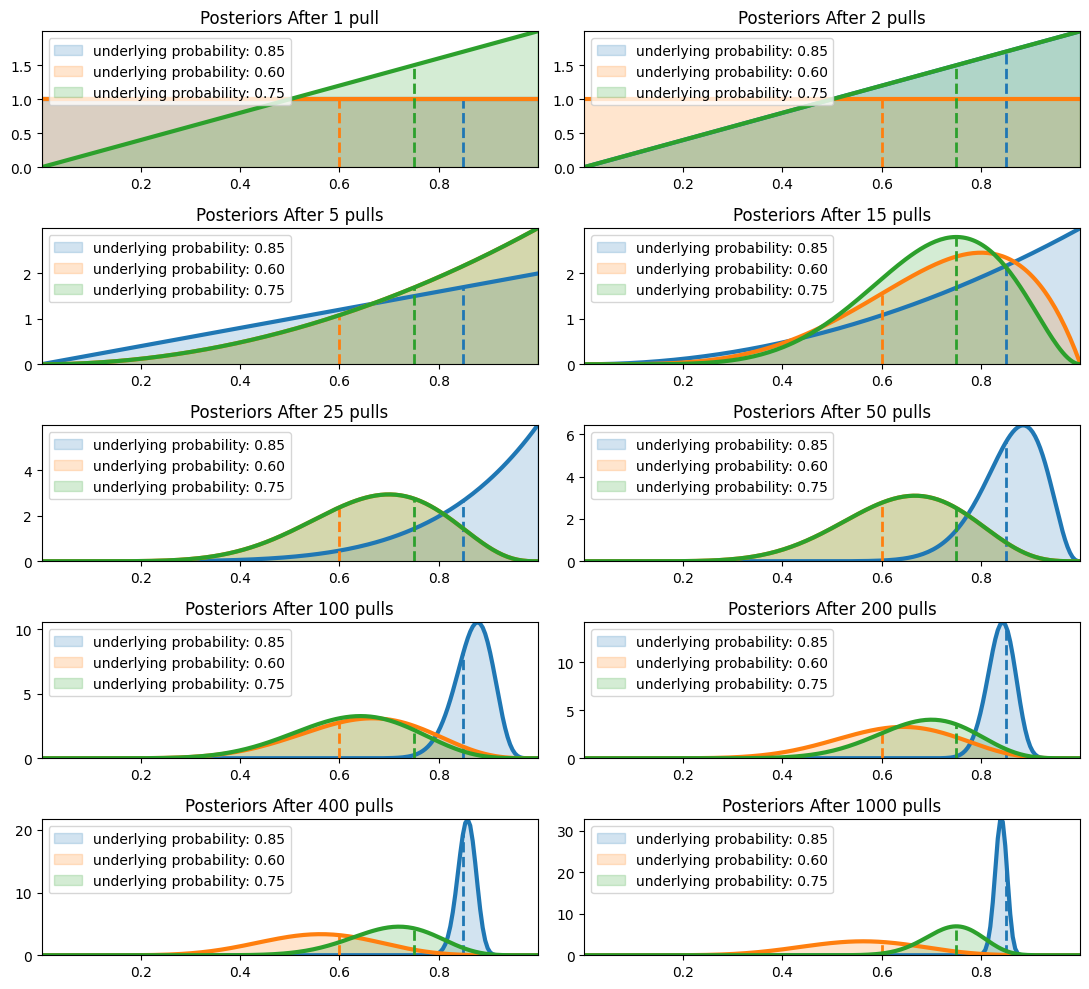 Posteriors After 1 pull
underlying probability: 0.85
underlying probability: 0.60
underlying probability: 0.75
1.5
1.0
0.5
0.0
0.2 0.4 0.6 0.8
Posteriors After 2 pulls
underlying probability: 0.85
underlying probability: 0.60
underlying probability: 0.75
1.5
1.0
0.5
0.0
0.2 0.4 0.6 0.8
Posteriors After 5 pulls
underlying probability: 0.85
underlying probability: 0.60
underlying probability: 0.75
2
1
0
0.2 0.4 0.6 0.8
Posteriors After 15 pulls
underlying probability: 0.85
underlying probability: 0.60
underlying probability: 0.75
2
1
0
0.2 0.4 0.6 0.8
Posteriors After 25 pulls
underlying probability: 0.85
underlying probability: 0.60
underlying probability: 0.75
4
2
0
0.2 0.4 0.6 0.8
Posteriors After 50 pulls
underlying probability: 0.85
underlying probability: 0.60
underlying probability: 0.75
6
4
2
0
0.2 0.4 0.6 0.8
Posteriors After 100 pulls
underlying probability: 0.85
underlying probability: 0.60
underlying probability: 0.75
10
5
0
0.2 0.4 0.6 0.8
Posteriors After 200 pulls
underlying probability: 0.85
underlying probability: 0.60
underlying probability: 0.75
10
5
0
0.2 0.4 0.6 0.8
Posteriors After 400 pulls
underlying probability: 0.85
underlying probability: 0.60
underlying probability: 0.75
20
10
0
0.2 0.4 0.6 0.8
Posteriors After 1000 pulls
underlying probability: 0.85
underlying probability: 0.60
underlying probability: 0.75
30
20
10
0
0.2 0.4 0.6 0.8